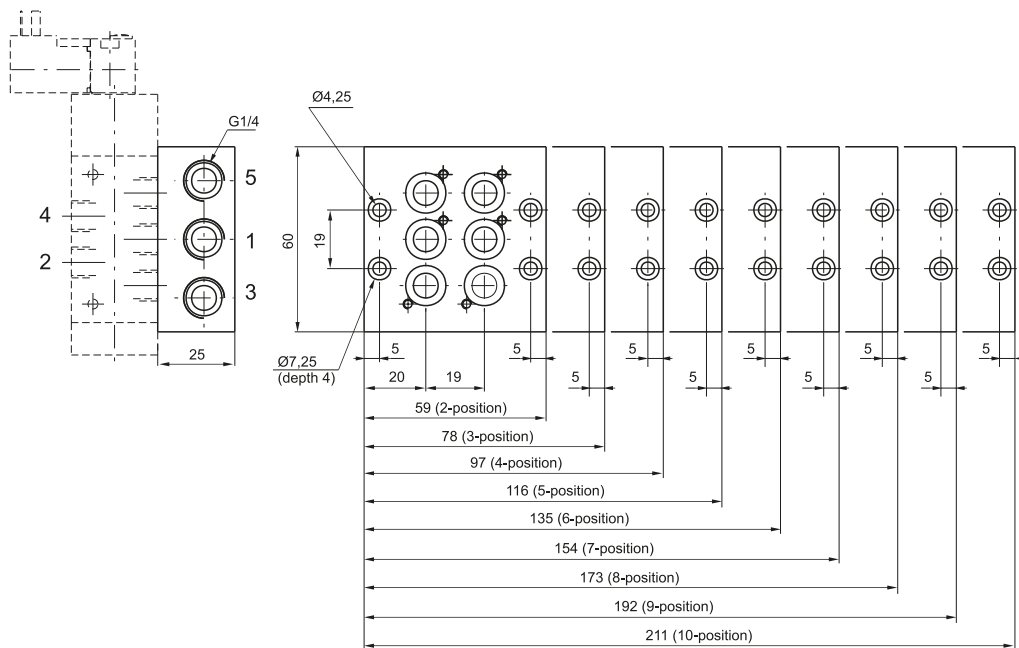 Ø4,25
G1/4
5
4
1
2
3
60
19
25
Ø7,25
(depth 4)
5
5
5
5
5
5
5
5
5
5
20
19
59 (2-position)
78 (3-position)
97 (4-position)
116 (5-position)
135 (6-position)
154 (7-position)
173 (8-position)
192 (9-position)
211 (10-position)